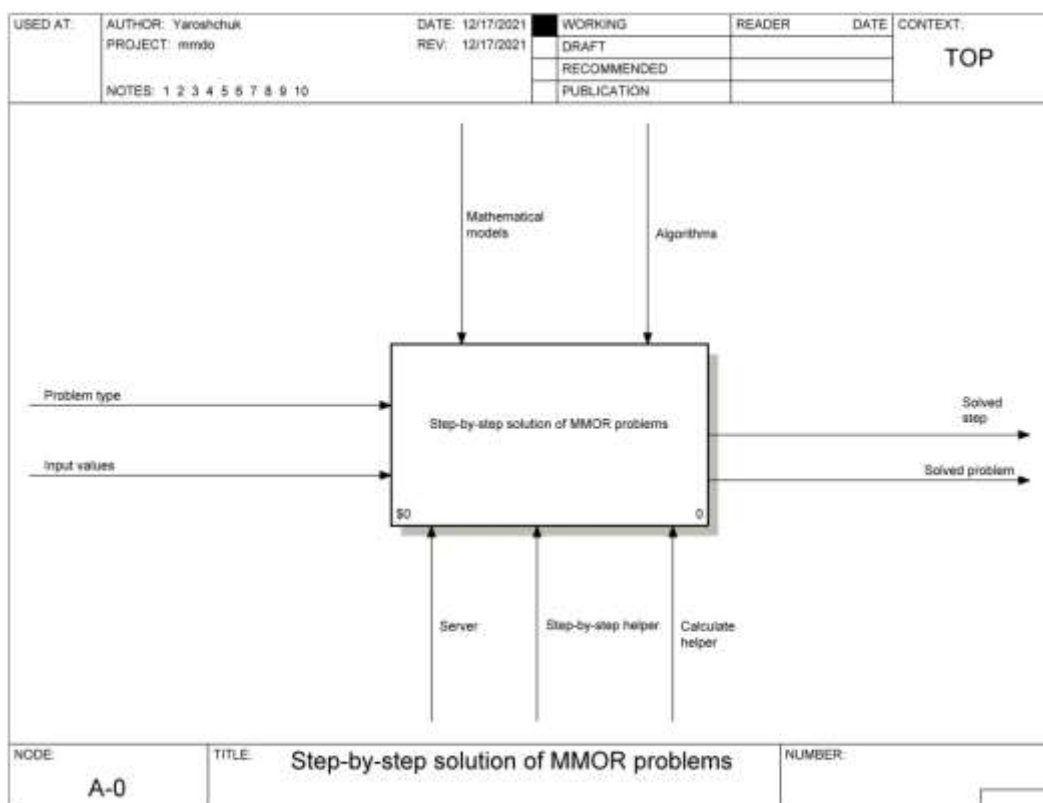 USED AT:
AUTHOR: Yaroshchuk
DATE: 12/17/2021
WORKING
READER
DATE
CONTEXT:
PROJECT: mmdo
REV: 12/17/2021
DRAFT
TOP
RECOMMENDED
NOTES: 1 2 3 4 5 6 7 8 9 10
PUBLICATION
Mathematical
models
Algorithms
Problem type
Input values
Step-by-step solution of MMOR problems
$0
0
Solved
step
Solved problem
Server
Step-by-step helper
Calculate
helper
NODE:
A-0
TITLE:
Step-by-step solution of MMOR problems
NUMBER: